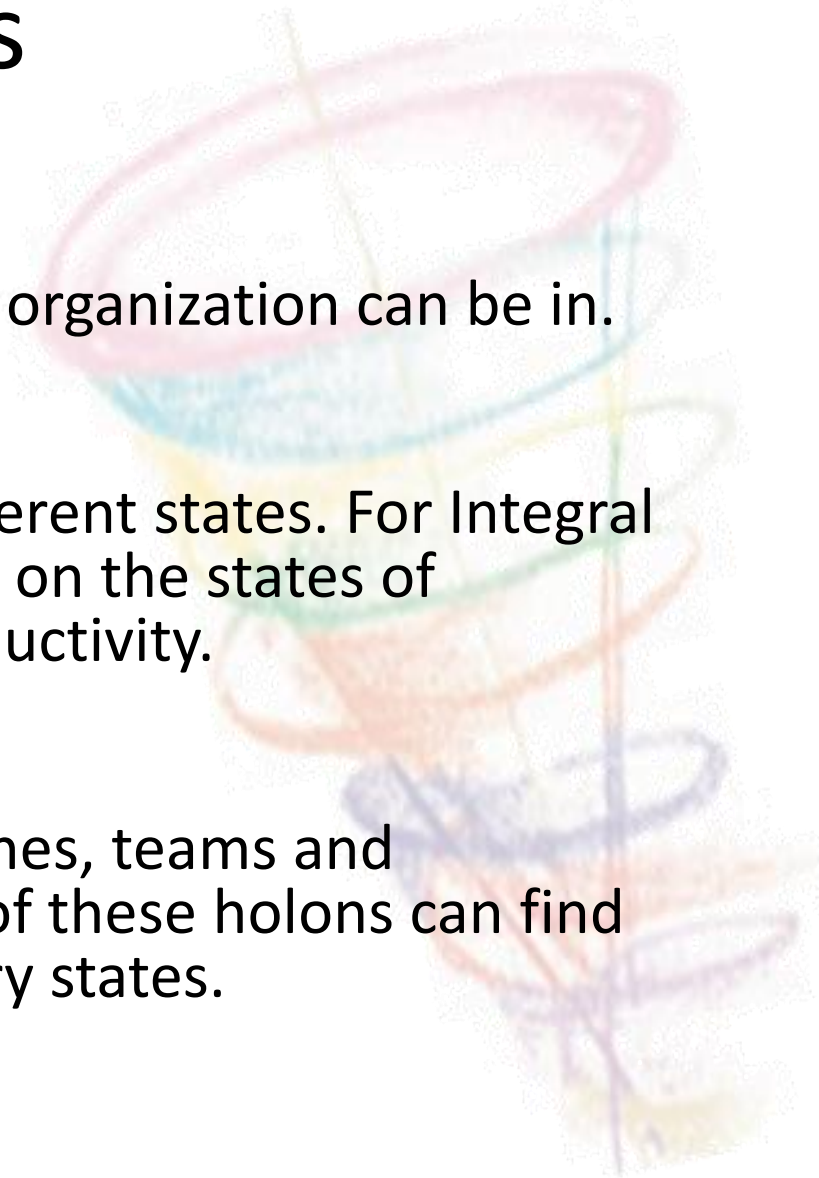 s
organization can be in.
erent states. For Integral
on the states of
uctivity.
nes, teams and
of these holons can find
ry states.